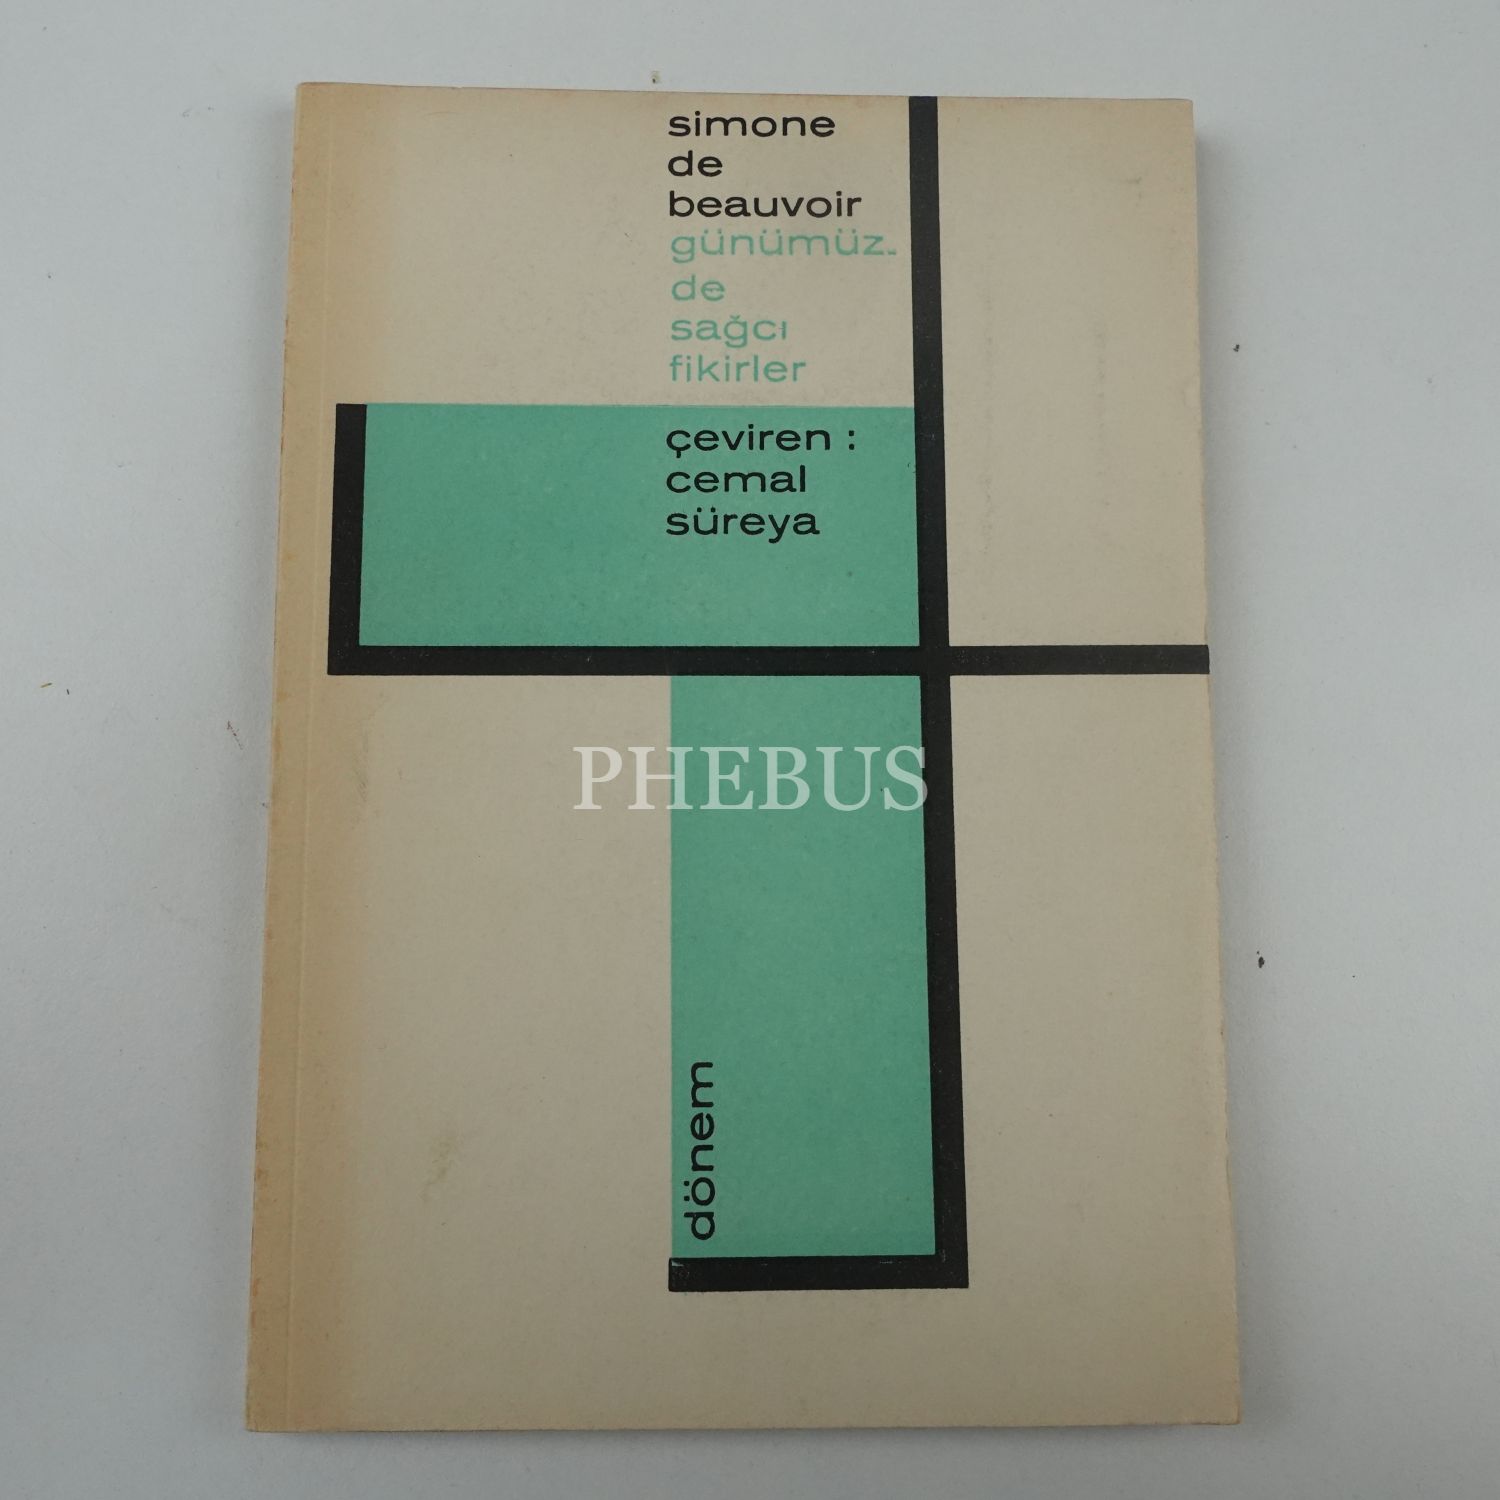 simone
de
beauvoir
günümüz-
de
sağcı
fikirler
çeviren :
cemal
süreya
PHEBUS
dönem